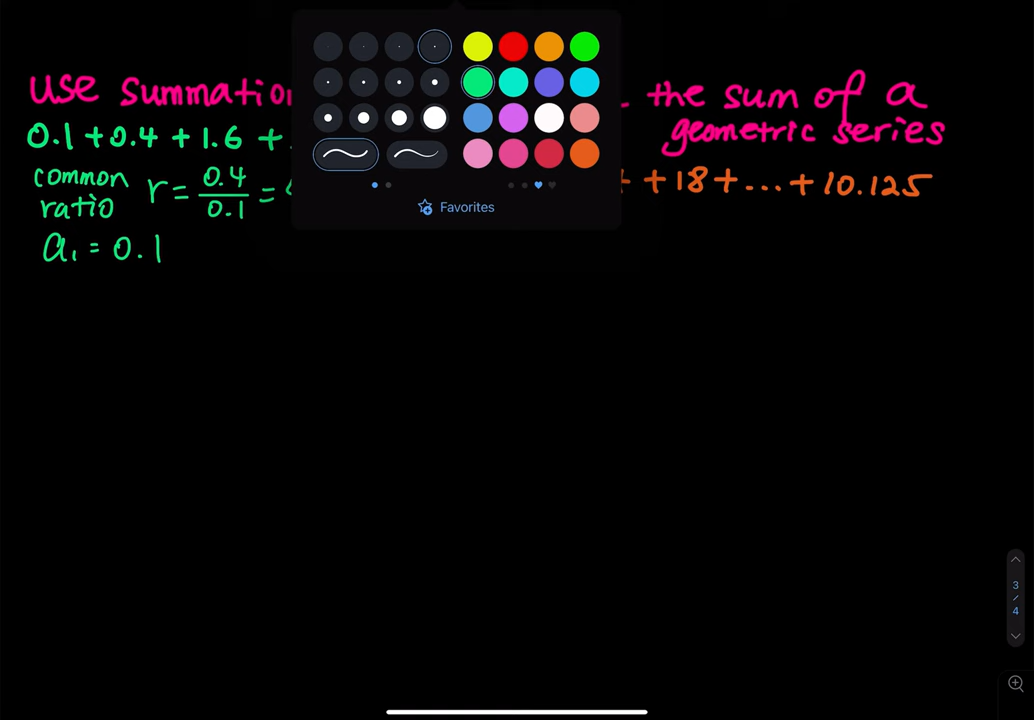 use summation the sum of a
geometric series
0.1 + 0.4 + 1.6 +
+ 18 + ... + 10.125
common
ratio r = 0.4/0.1 =
a₁ = 0.1
Favorites
3
/
4